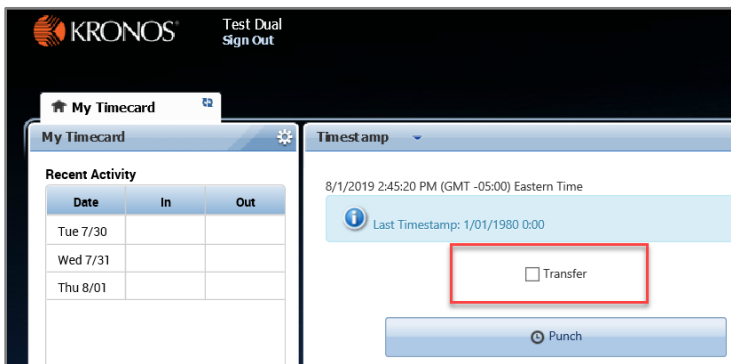 KRONOS
Test Dual
Sign Out
My Timecard
My Timecard
Recent Activity
Date In Out
Tue 7/30
Wed 7/31
Thu 8/01
Timestamp
8/1/2019 2:45:20 PM (GMT -05:00) Eastern Time
Last Timestamp: 1/01/1980 0:00
Transfer
Punch